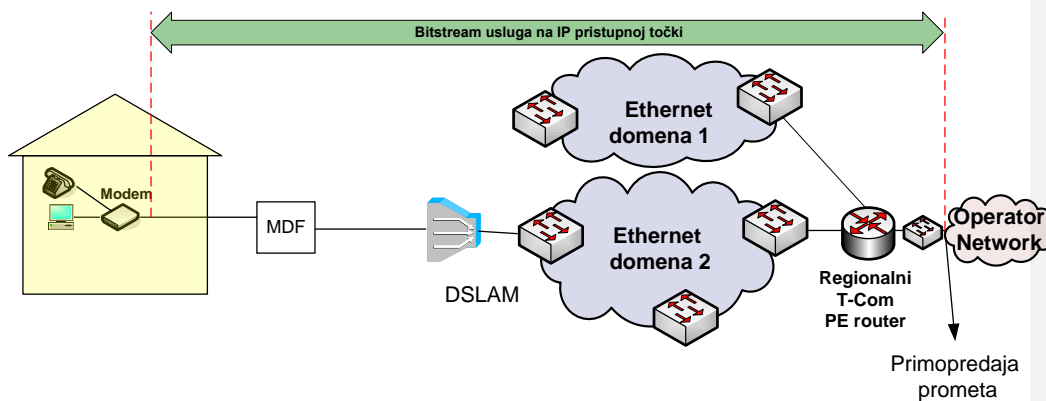 Bitstream usluga na IP pristupnoj točki
Ethernet
domena 1
Modem
MDF
DSLAM
Ethernet
domena 2
Regionalni
T-Com
PE router
Operator
Network
Primopredaja
prometa